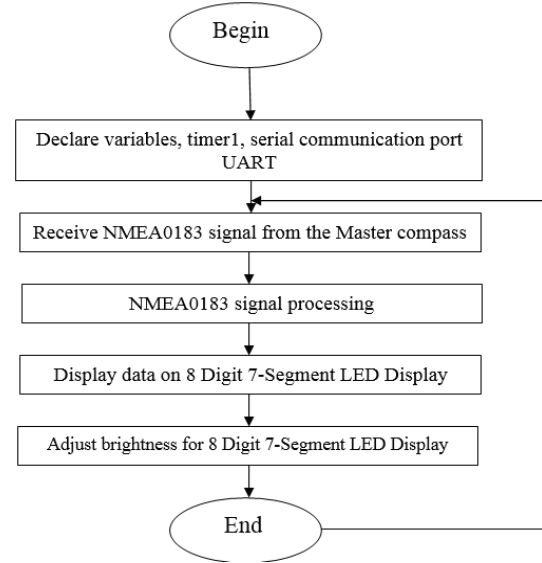 Begin
Declare variables, timer1, serial communication port
UART
Receive NMEA0183 signal from the Master compass
NMEA0183 signal processing
Display data on 8 Digit 7-Segment LED Display
Adjust brightness for 8 Digit 7-Segment LED Display
End